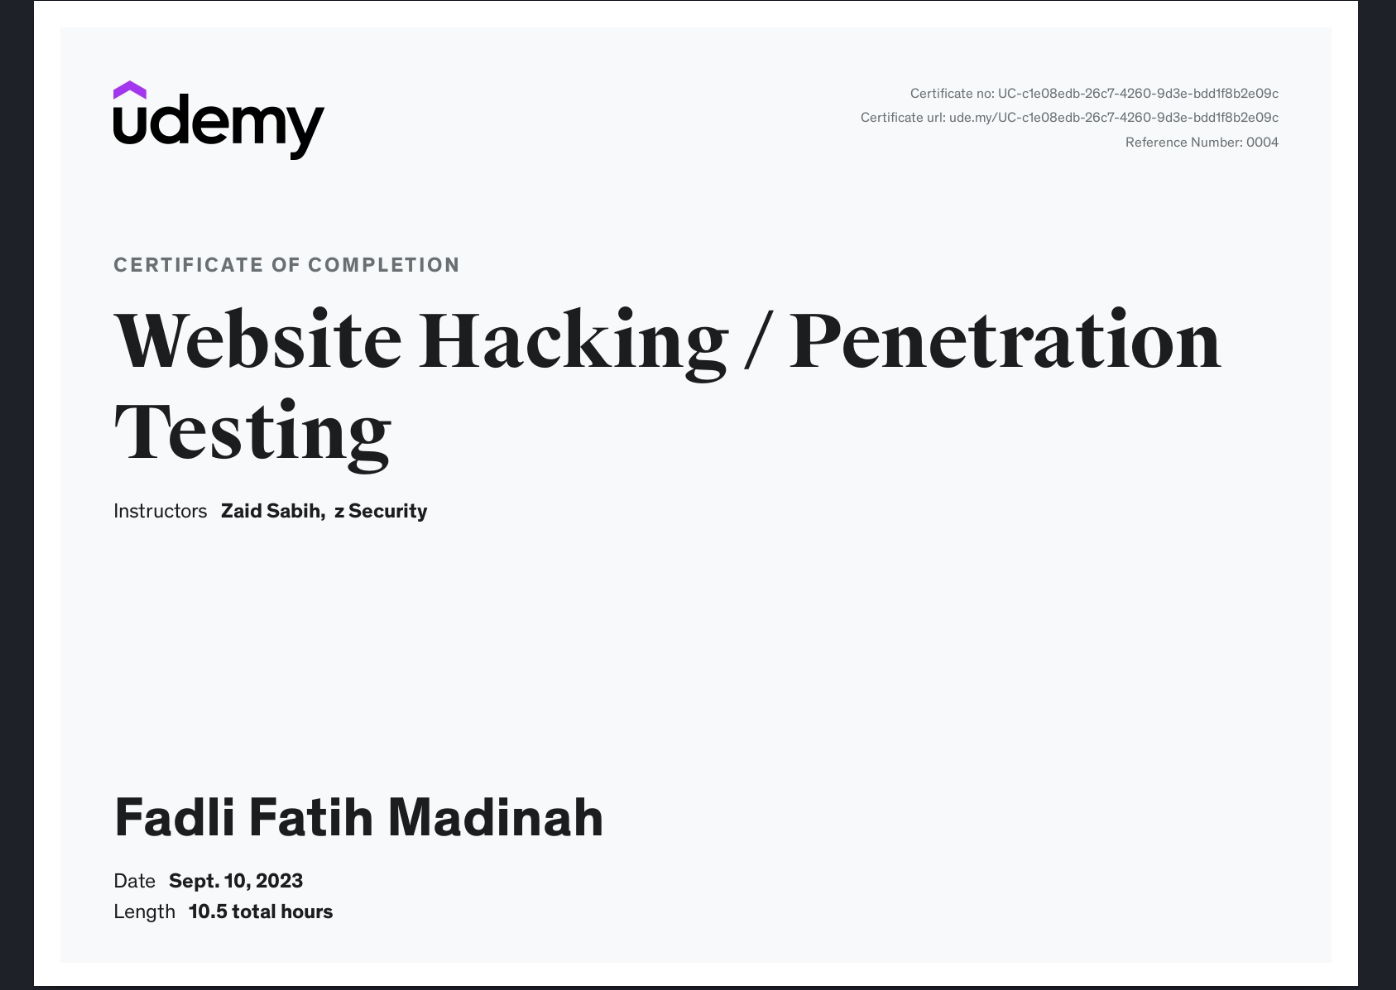 udemy
Certificate no: UC-c1e08edb-26c7-4260-9d3e-bdd1f8b2e09c
Certificate url: ude.my/UC-c1e08edb-26c7-4260-9d3e-bdd1f8b2e09c
Reference Number: 0004
CERTIFICATE OF COMPLETION
Website Hacking / Penetration
Testing
Instructors Zaid Sabih, z Security
Fadli Fatih Madinah
Date Sept. 10, 2023
Length 10.5 total hours